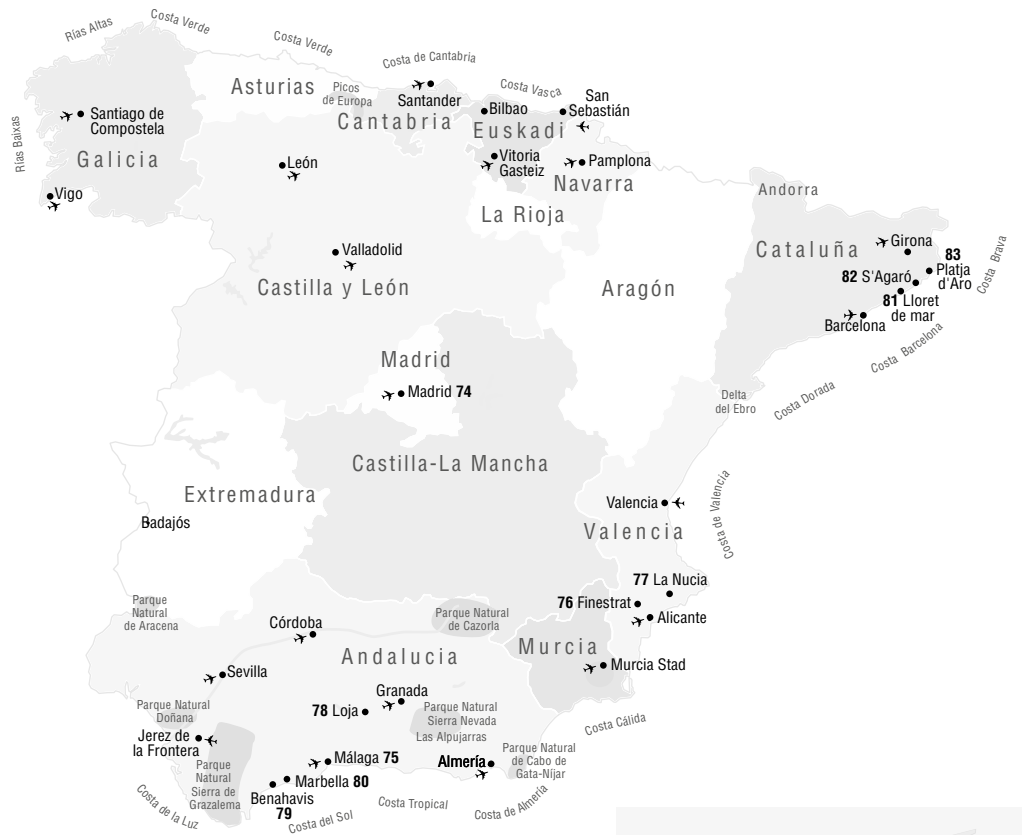 Rías Altas
Costa Verde
Costa Verde
Costa de Cantabria
Costa Vasca
San
Sebastián
Asturias
Picos
de Europa
Santander
Cantabria
Bilbao
Euskadi
Santiago de
Compostela
Rías Baixas
Galicia
León
Vitoria
Gasteiz
Pamplona
Navarra
Vigo
La Rioja
Andorra
Valladolid
Castilla y León
Aragón
Cataluña
Girona
83
Platja
d'Aro
82 S'Agaró
81 Lloret
de mar
Barcelona
Costa Brava
Costa Barcelona
Costa Dorada
Madrid
Madrid 74
Delta
del Ebro
Castilla-La Mancha
Extremadura
Badajós
Valencia
Valencia
Costa de Valencia
77 La Nucia
76 Finestrat
Alicante
Parque
Natural
de Aracena
Córdoba
Parque Natural
de Cazorla
Murcia
Murcia Stad
Andalucia
Sevilla
Granada
78 Loja
Parque Natural
Sierra Nevada
Las Alpujarras
Costa Cálida
Parque Natural
Doñana
Jerez de
la Frontera
Parque
Natural
Sierra de
Grazalema
Málaga 75
Marbella 80
Benahavis
79
Almería
Parque Natural
de Cabo de
Gata-Níjar
Costa de la Luz
Costa del Sol
Costa Tropical
Costa de Almería